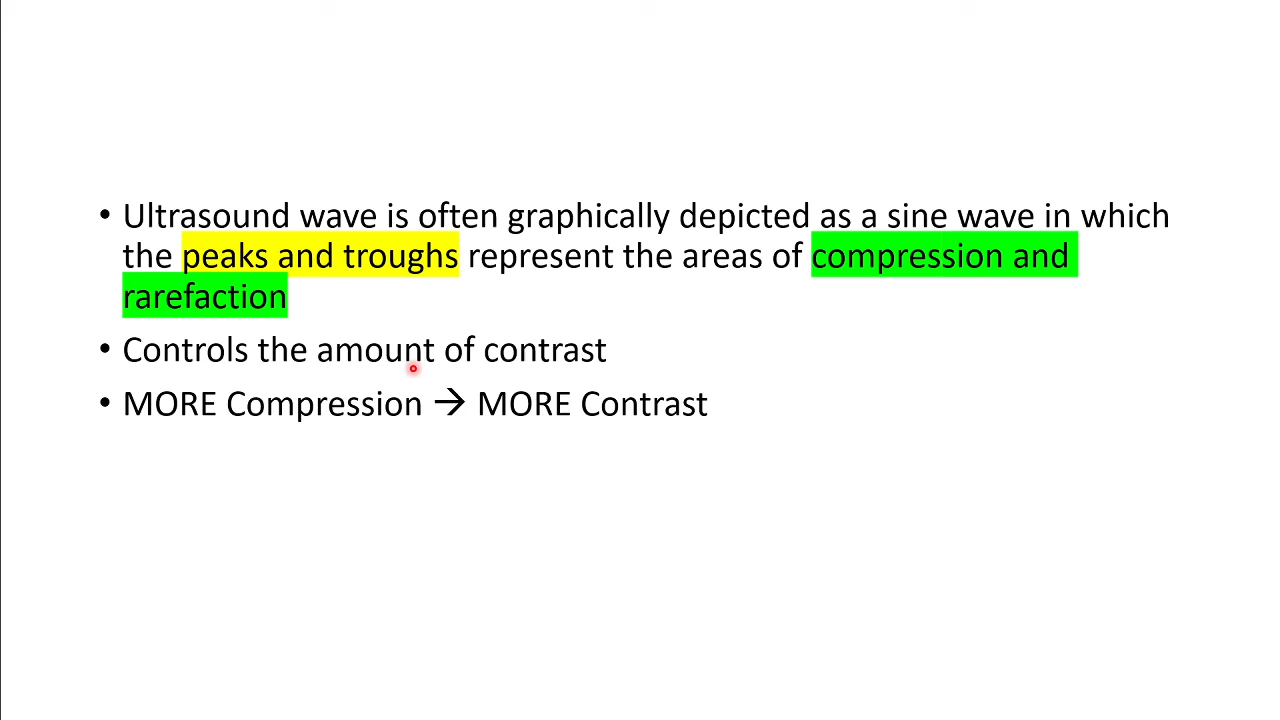 • Ultrasound wave is often graphically depicted as a sine wave in which
the peaks and troughs represent the areas of compression and
rarefaction
• Controls the amount of contrast
• MORE Compression → MORE Contrast